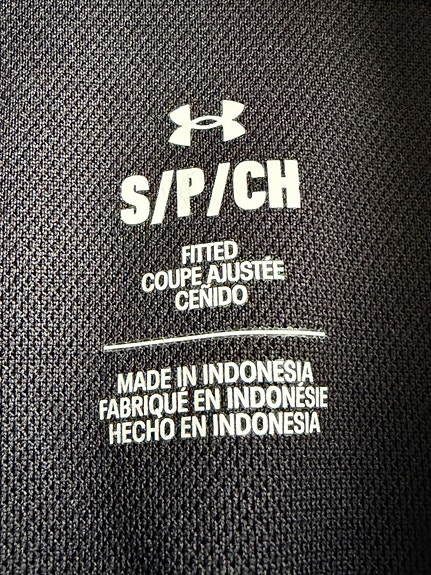 S/P/CH
FITTED
COUPE AJUSTÉE
CEÑIDO
MADE IN INDONESIA
FABRIQUÉ EN INDONÉSIE
HECHO EN INDONESIA